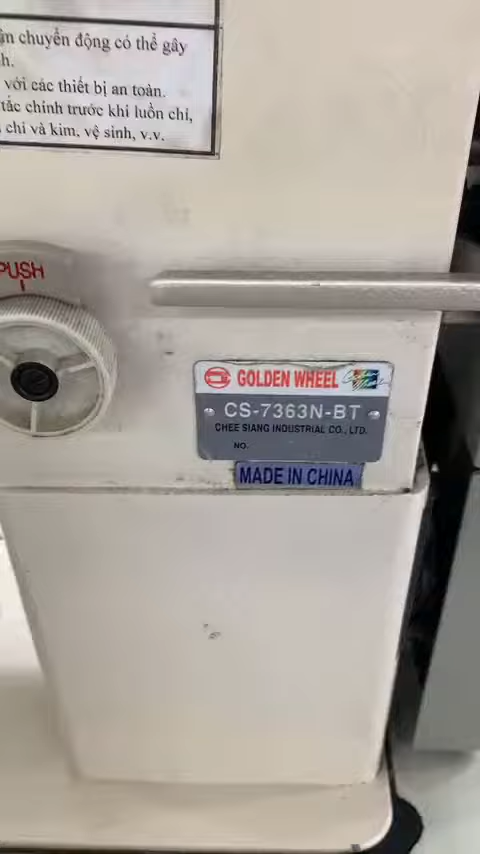 ận chuyển động có thể gây
h.
với các thiết bị an toàn.
tắc chính trước khi luồn chỉ,
chỉ và kim, vệ sinh, v.v.
PUSH
GOLDEN WHEEL
CS-7363N-BT
CHEE SIANG INDUSTRIAL CO., LTD.
NO.
MADE IN CHINA